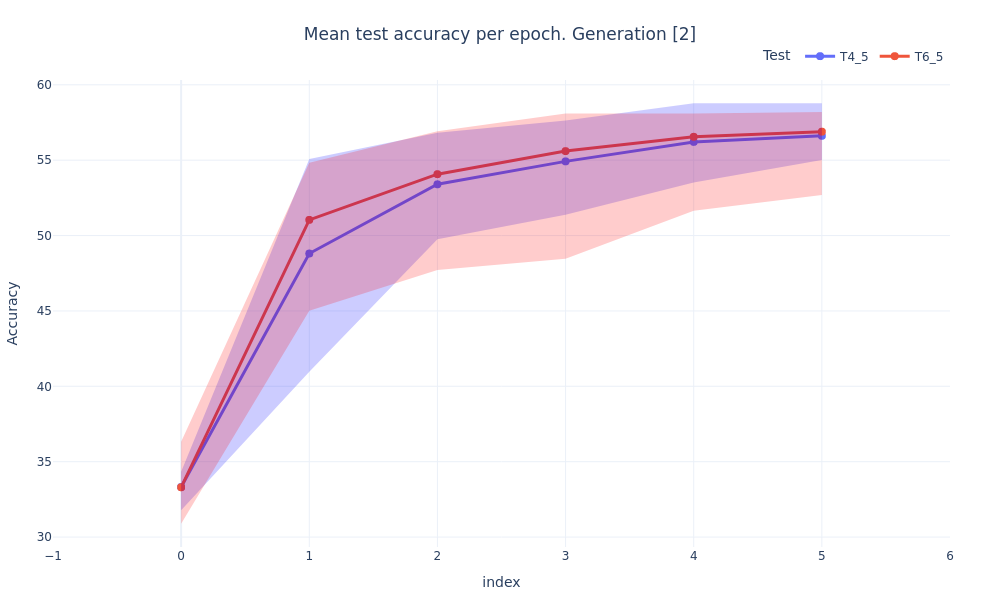 Mean test accuracy per epoch. Generation [2]
Test T4_5 T6_5
60
55
50
45
40
35
30
Accuracy
−1 0 1 2 3 4 5 6
index